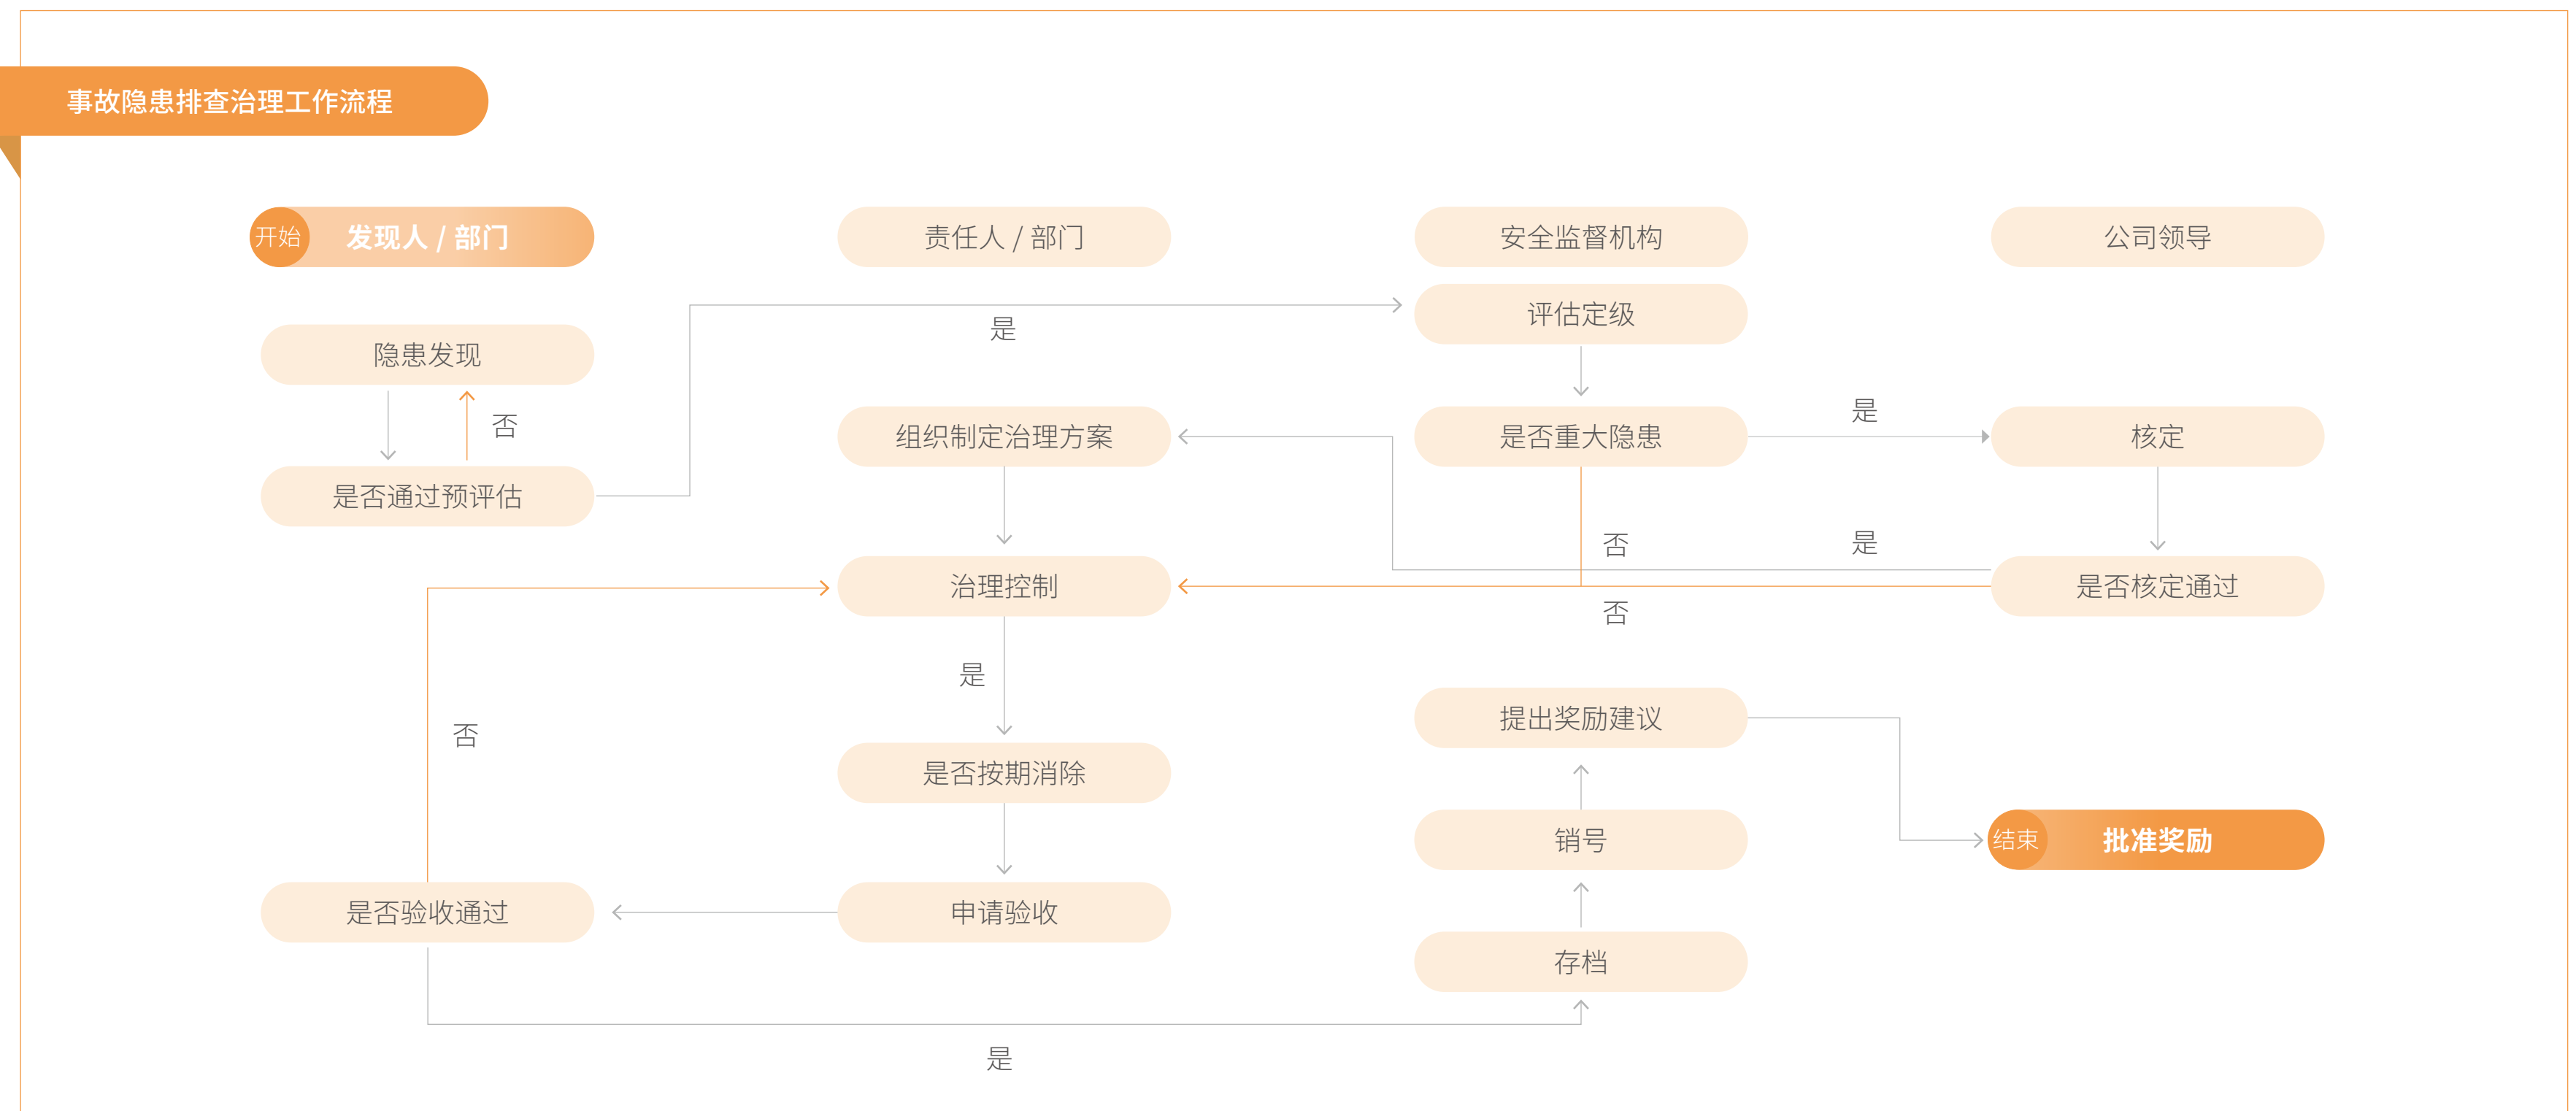 事故隐患排查治理工作流程
开始
发现人 / 部门
责任人 / 部门
安全监督机构
公司领导
评估定级
是
隐患发现
是
否
组织制定治理方案
是否重大隐患
核定
是否通过预评估
否
是
治理控制
是否核定通过
否
是
提出奖励建议
否
是否按期消除
销号
结束
批准奖励
是否验收通过
申请验收
存档
是